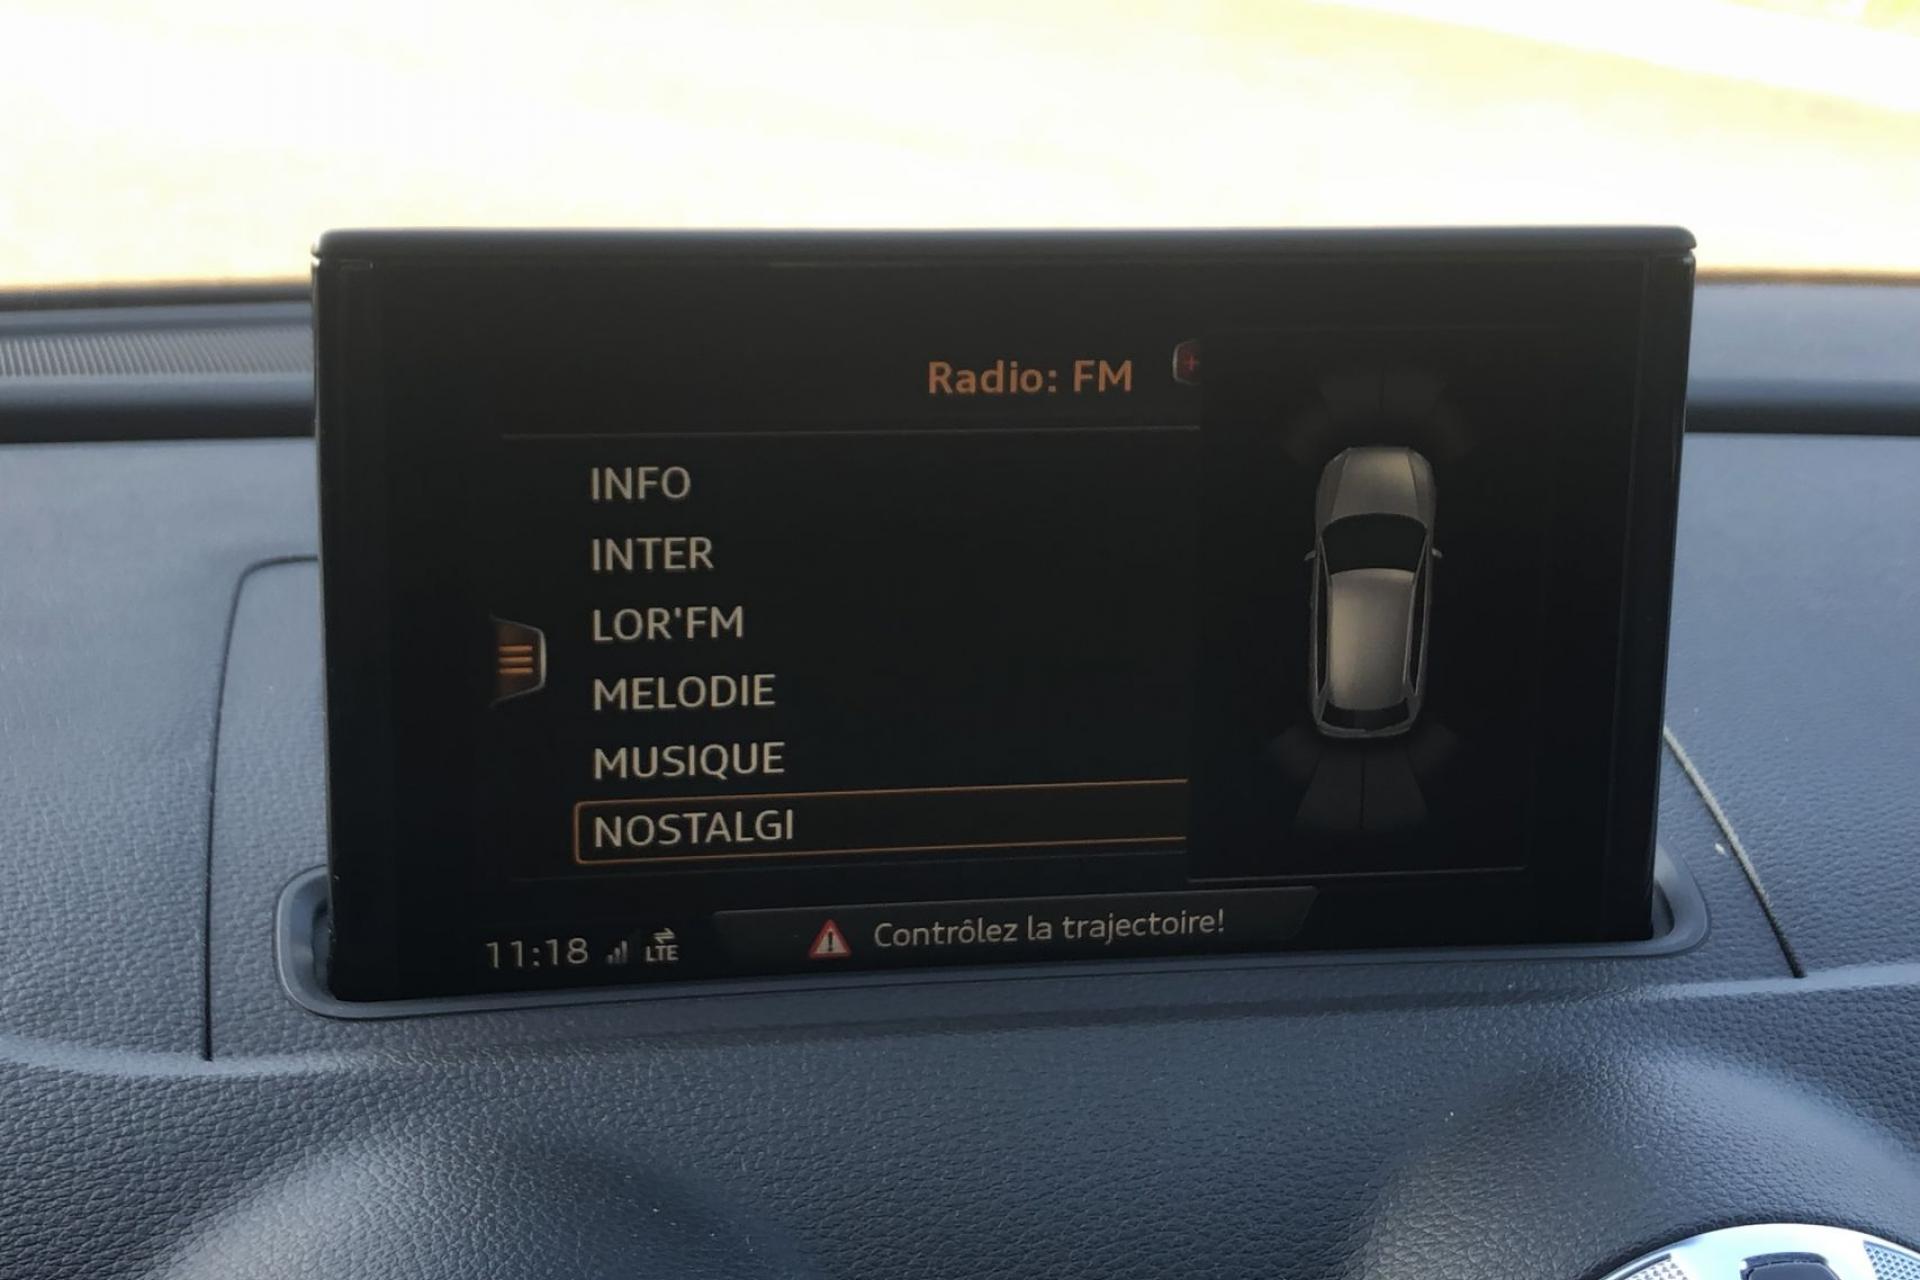 Radio: FM
INFO
INTER
LOR'FM
MELODIE
MUSIQUE
NOSTALGI
11:18 LTE
Contrôlez la trajectoire!